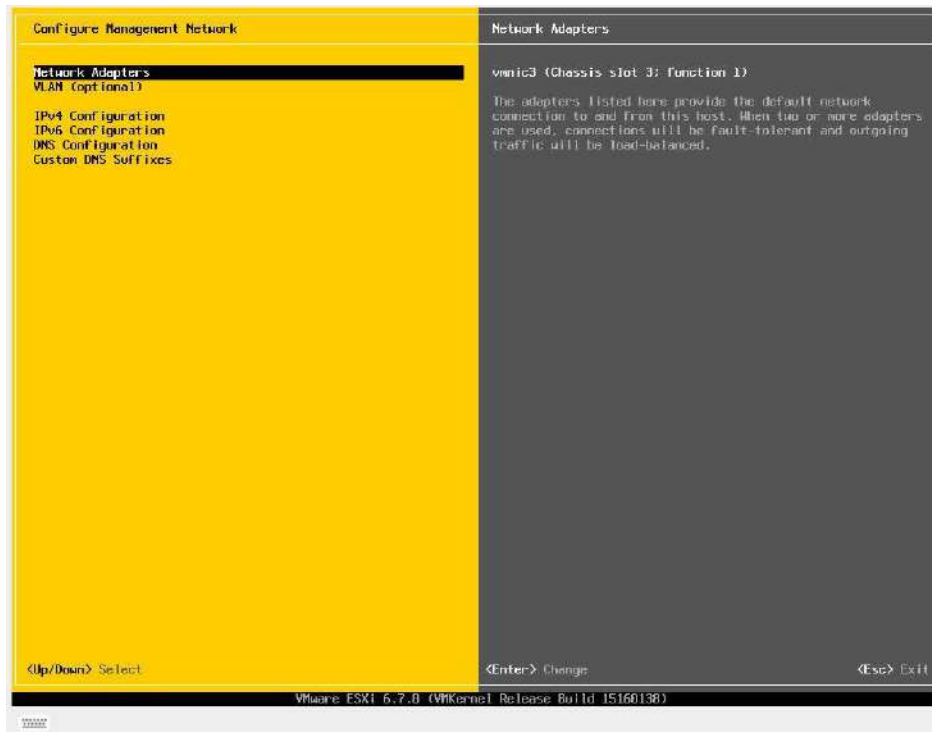 Configure Management Network
Network Adapters
Network Adapters
VLAN (optional)
IPv4 Configuration
IPv6 Configuration
DNS Configuration
Custom DNS Suffixes
vmnic3 (Chassis slot 3; function 1)
The adapters listed here provide the default network
connection to and from this host. When two or more adapters
are used, connections will be fault-tolerant and outgoing
traffic will be load-balanced.
<Up/Down> Select
<Enter> Change
<Esc> Exit
VMware ESXi 6.7.0 (VMKernel Release Build 15160138)